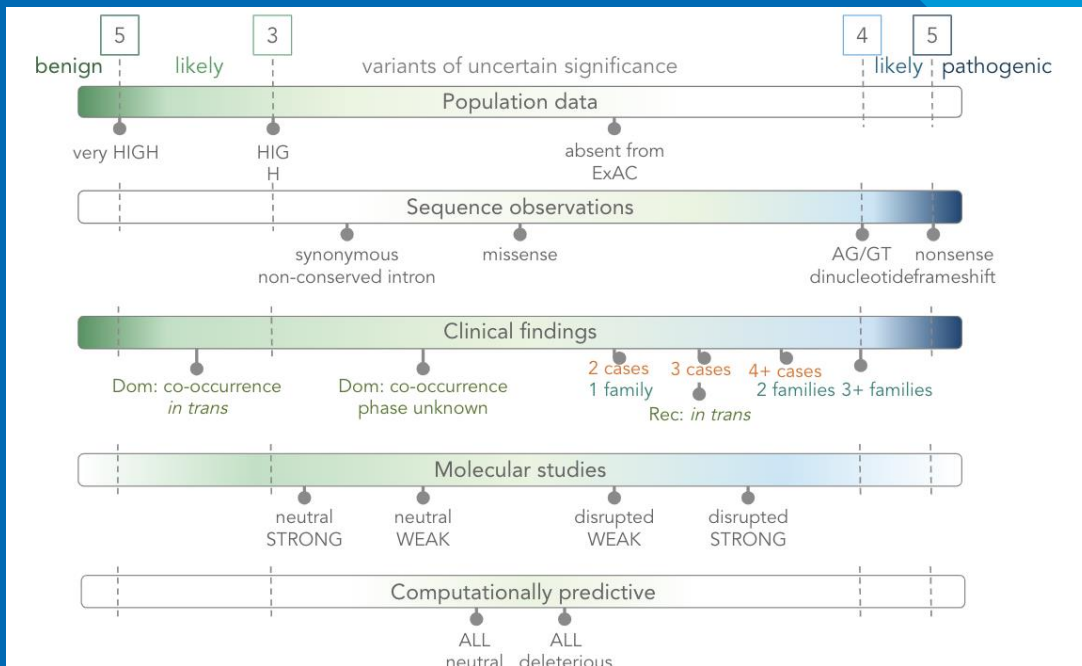 5 3 4 5
benign likely variants of uncertain significance likely pathogenic
Population data
very HIGH HIG absent from
H ExAC
Sequence observations
synonymous missense AG/GT nonsense
non-conserved intron dinucleotide frameshift
Clinical findings
2 cases 3 cases 4+ cases
Dom: co-occurrence Dom: co-occurrence 1 family 2 families 3+ families
in trans phase unknown Rec: in trans
Molecular studies
neutral neutral disrupted disrupted
STRONG WEAK WEAK STRONG
Computationally predictive
ALL ALL
neutral deleterious